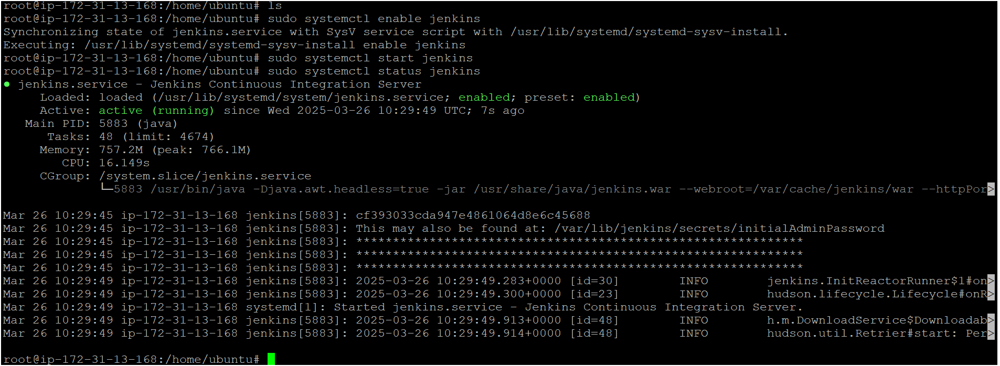 root@ip-172-31-13-168:/home/ubuntu# ls
root@ip-172-31-13-168:/home/ubuntu# sudo systemctl enable jenkins
Synchronizing state of jenkins.service with SysV service script with /usr/lib/systemd/systemd-sysv-install.
Executing: /usr/lib/systemd/systemd-sysv-install enable jenkins
root@ip-172-31-13-168:/home/ubuntu# sudo systemctl start jenkins
root@ip-172-31-13-168:/home/ubuntu# sudo systemctl status jenkins
● jenkins.service - Jenkins Continuous Integration Server
Loaded: loaded (/usr/lib/systemd/system/jenkins.service; enabled; preset: enabled)
Active: active (running) since Wed 2025-03-26 10:29:49 UTC; 7s ago
Main PID: 5883 (java)
Tasks: 48 (limit: 4674)
Memory: 757.2M (peak: 766.1M)
CPU: 16.149s
CGroup: /system.slice/jenkins.service
└─5883 /usr/bin/java -Djava.awt.headless=true -jar /usr/share/java/jenkins.war --webroot=/var/cache/jenkins/war --httpPor>
Mar 26 10:29:45 ip-172-31-13-168 jenkins[5883]: cf393033cda947e4861064d8e6c45688
Mar 26 10:29:45 ip-172-31-13-168 jenkins[5883]: This may also be found at: /var/lib/jenkins/secrets/initialAdminPassword
Mar 26 10:29:45 ip-172-31-13-168 jenkins[5883]: *************************************************************
Mar 26 10:29:45 ip-172-31-13-168 jenkins[5883]: *************************************************************
Mar 26 10:29:45 ip-172-31-13-168 jenkins[5883]: *************************************************************
Mar 26 10:29:49 ip-172-31-13-168 jenkins[5883]: 2025-03-26 10:29:49.283+0000 [id=30] INFO jenkins.InitReactorRunner$1#on>
Mar 26 10:29:49 ip-172-31-13-168 jenkins[5883]: 2025-03-26 10:29:49.300+0000 [id=23] INFO hudson.lifecycle.Lifecycle#onR>
Mar 26 10:29:49 ip-172-31-13-168 systemd[1]: Started jenkins.service - Jenkins Continuous Integration Server.
Mar 26 10:29:49 ip-172-31-13-168 jenkins[5883]: 2025-03-26 10:29:49.913+0000 [id=48] INFO h.m.DownloadService$Downloadab>
Mar 26 10:29:49 ip-172-31-13-168 jenkins[5883]: 2025-03-26 10:29:49.914+0000 [id=48] INFO hudson.util.Retrier#start: Per>
root@ip-172-31-13-168:/home/ubuntu#